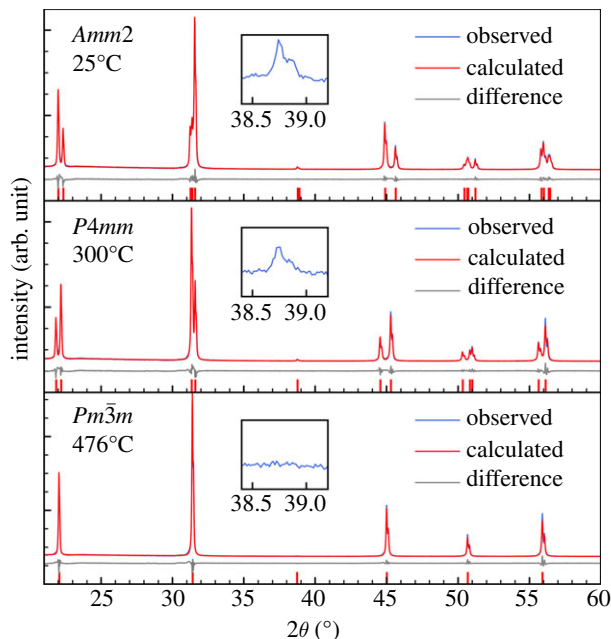 Amm2
25°C
38.5 39.0
observed
calculated
difference
P4mm
300°C
38.5 39.0
observed
calculated
difference
Pm3̄m
476°C
38.5 39.0
observed
calculated
difference
intensity (arb. unit)
25 30 35 40 45 50 55 60
2θ (°)